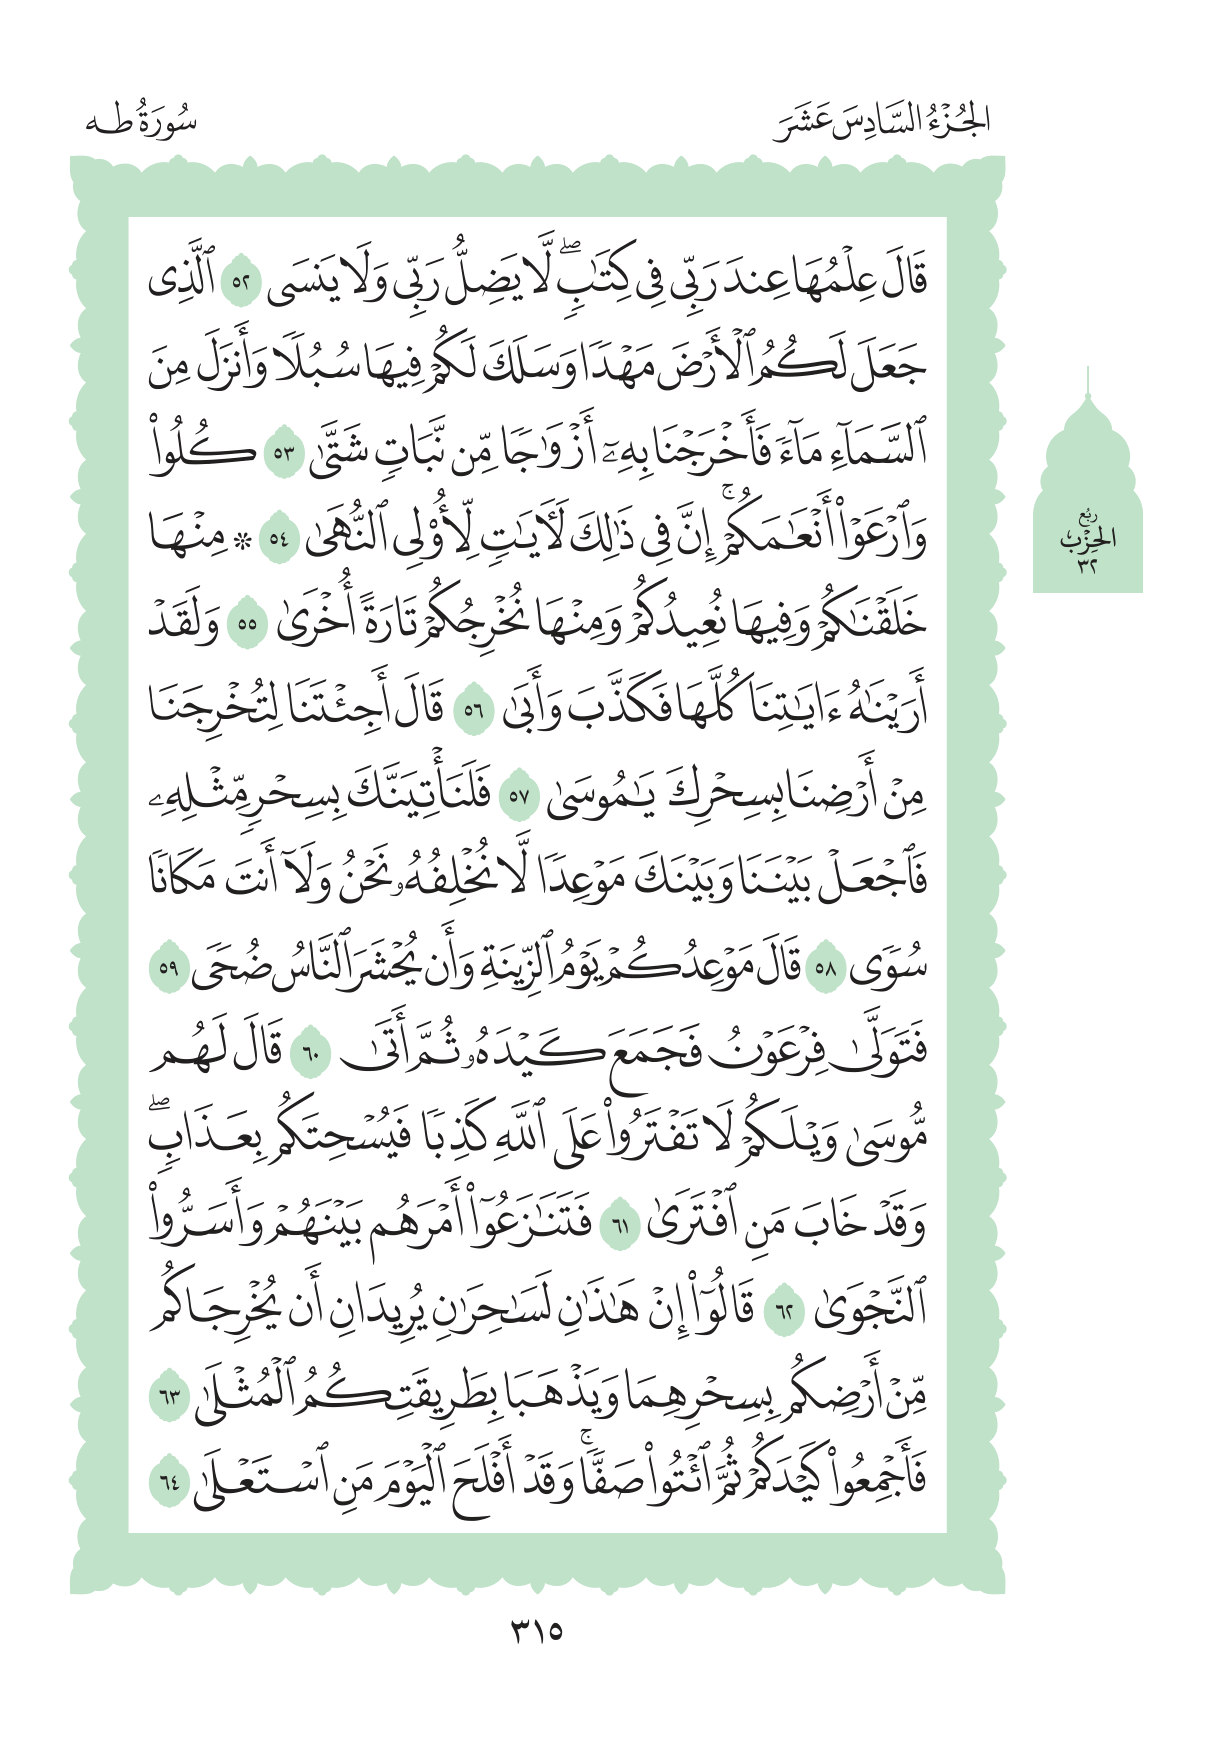 الجُزْءُ السَّادِسَ عَشَرَ
سُورَةُ طه
قَالَ عِلْمُهَا عِندَ رَبِّى فِى كِتَٰبٍۖ لَّا يَضِلُّ رَبِّى وَلَا يَنسَى ٥٢ ٱلَّذِى
جَعَلَ لَكُمُ ٱلْأَرْضَ مَهْدًا وَسَلَكَ لَكُمْ فِيهَا سُبُلًا وَأَنزَلَ مِنَ
ٱلسَّمَآءِ مَآءً فَأَخْرَجْنَا بِهِۦٓ أَزْوَٰجًا مِّن نَّبَاتٍ شَتَّىٰ ٥٣ كُلُوا۟
وَٱرْعَوْا۟ أَنْعَٰمَكُمْۚ إِنَّ فِى ذَٰلِكَ لَءَايَٰتٍ لِّأُو۟لِى ٱلنُّهَىٰ ٥٤ ۞ مِنْهَا
خَلَقْنَٰكُمْ وَفِيهَا نُعِيدُكُمْ وَمِنْهَا نُخْرِجُكُمْ تَارَةً أُخْرَىٰ ٥٥ وَلَقَدْ
أَرَيْنَٰهُ ءَايَٰتِنَا كُلَّهَا فَكَذَّبَ وَأَبَىٰ ٥٦ قَالَ أَجِئْتَنَا لِتُخْرِجَنَا
مِنْ أَرْضِنَا بِسِحْرِكَ يَٰمُوسَىٰ ٥٧ فَلَنَأْتِيَنَّكَ بِسِحْرٍ مِّثْلِهِۦ
فَٱجْعَلْ بَيْنَنَا وَبَيْنَكَ مَوْعِدًا لَّا نُخْلِفُهُۥ نَحْنُ وَلَآ أَنتَ مَكَانًا
سُوًى ٥٨ قَالَ مَوْعِدُكُمْ يَوْمُ ٱلزِّينَةِ وَأَن يُحْشَرَ ٱلنَّاسُ ضُحًى ٥٩
فَتَوَلَّىٰ فِرْعَوْنُ فَجَمَعَ كَيْدَهُۥ ثُمَّ أَتَىٰ ٦٠ قَالَ لَهُم
مُّوسَىٰ وَيْلَكُمْ لَا تَفْتَرُوا۟ عَلَى ٱللَّهِ كَذِبًا فَيُسْحِتَكُم بِعَذَابٍۖ
وَقَدْ خَابَ مَنِ ٱفْتَرَىٰ ٦١ فَتَنَٰزَعُوٓا۟ أَمْرَهُم بَيْنَهُمْ وَأَسَرُّوا۟
ٱلنَّجْوَىٰ ٦٢ قَالُوٓا۟ إِنْ هَٰذَٰنِ لَسَٰحِرَٰنِ يُرِيدَانِ أَن يُخْرِجَاكُم
مِّنْ أَرْضِكُم بِسِحْرِهِمَا وَيَذْهَبَا بِطَرِيقَتِكُمُ ٱلْمُثْلَىٰ ٦٣
فَأَجْمِعُوا۟ كَيْدَكُمْ ثُمَّ ٱئْتُوا۟ صَفًّاۚ وَقَدْ أَفْلَحَ ٱلْيَوْمَ مَنِ ٱسْتَعْلَىٰ ٦٤
رُبُع
الحِزْب
٣٢
٣١٥